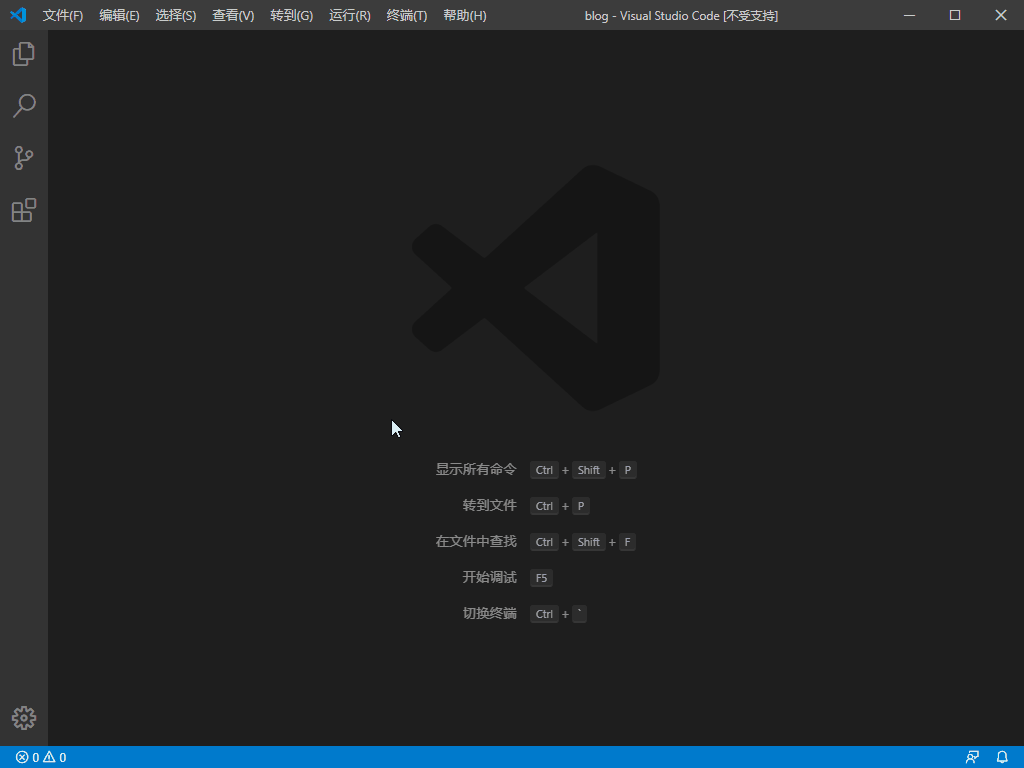 文件(F) 编辑(E) 选择(S) 查看(V) 转到(G) 运行(R) 终端(T) 帮助(H) blog - Visual Studio Code [不受支持]
显示所有命令 Ctrl + Shift + P
转到文件 Ctrl + P
在文件中查找 Ctrl + Shift + F
开始调试 F5
切换终端 Ctrl + `
0 0